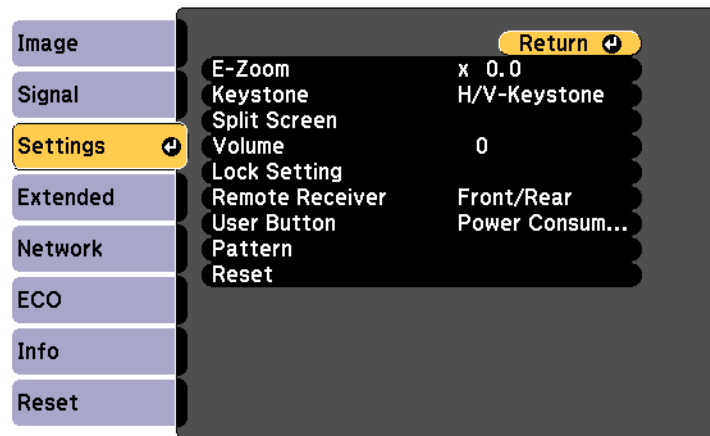 Image
Signal
Settings
Extended
Network
ECO
Info
Reset
Return
E-Zoom x 0.0
Keystone H/V-Keystone
Split Screen
Volume 0
Lock Setting
Remote Receiver Front/Rear
User Button Power Consum...
Pattern
Reset